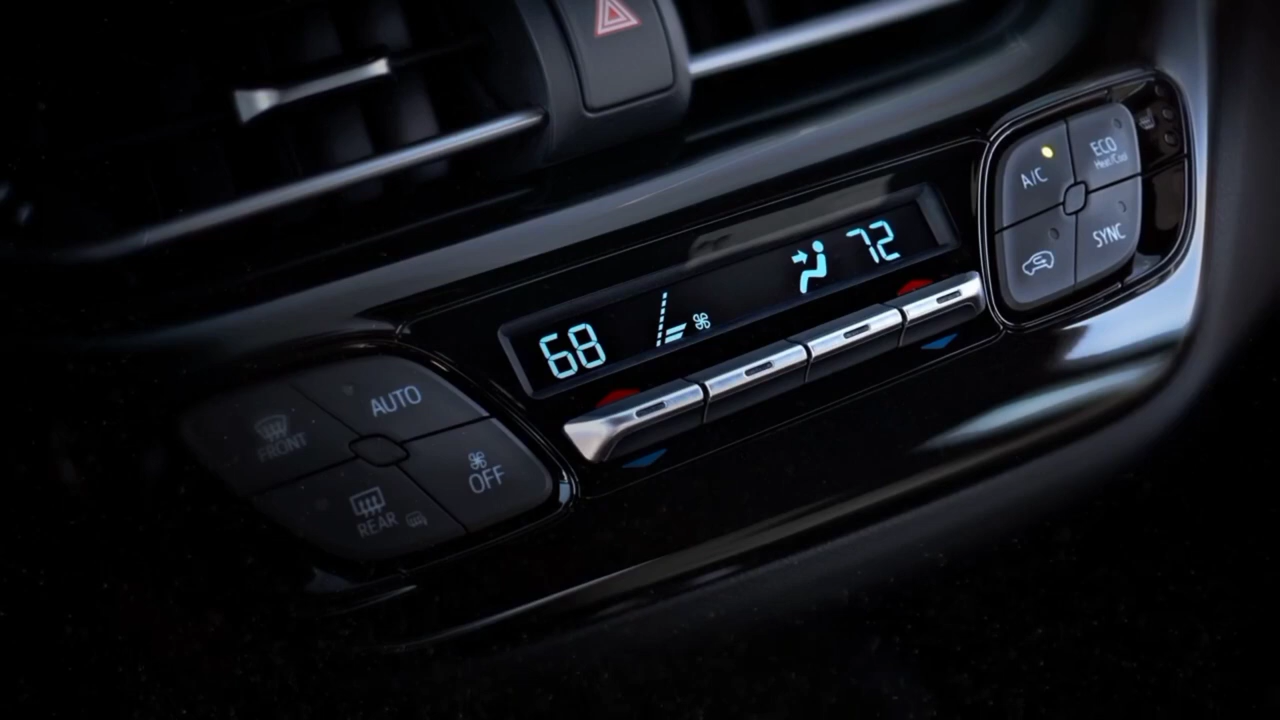 A/C
ECO
Heat/Cool
SYNC
68
72
AUTO
FRONT
OFF
REAR